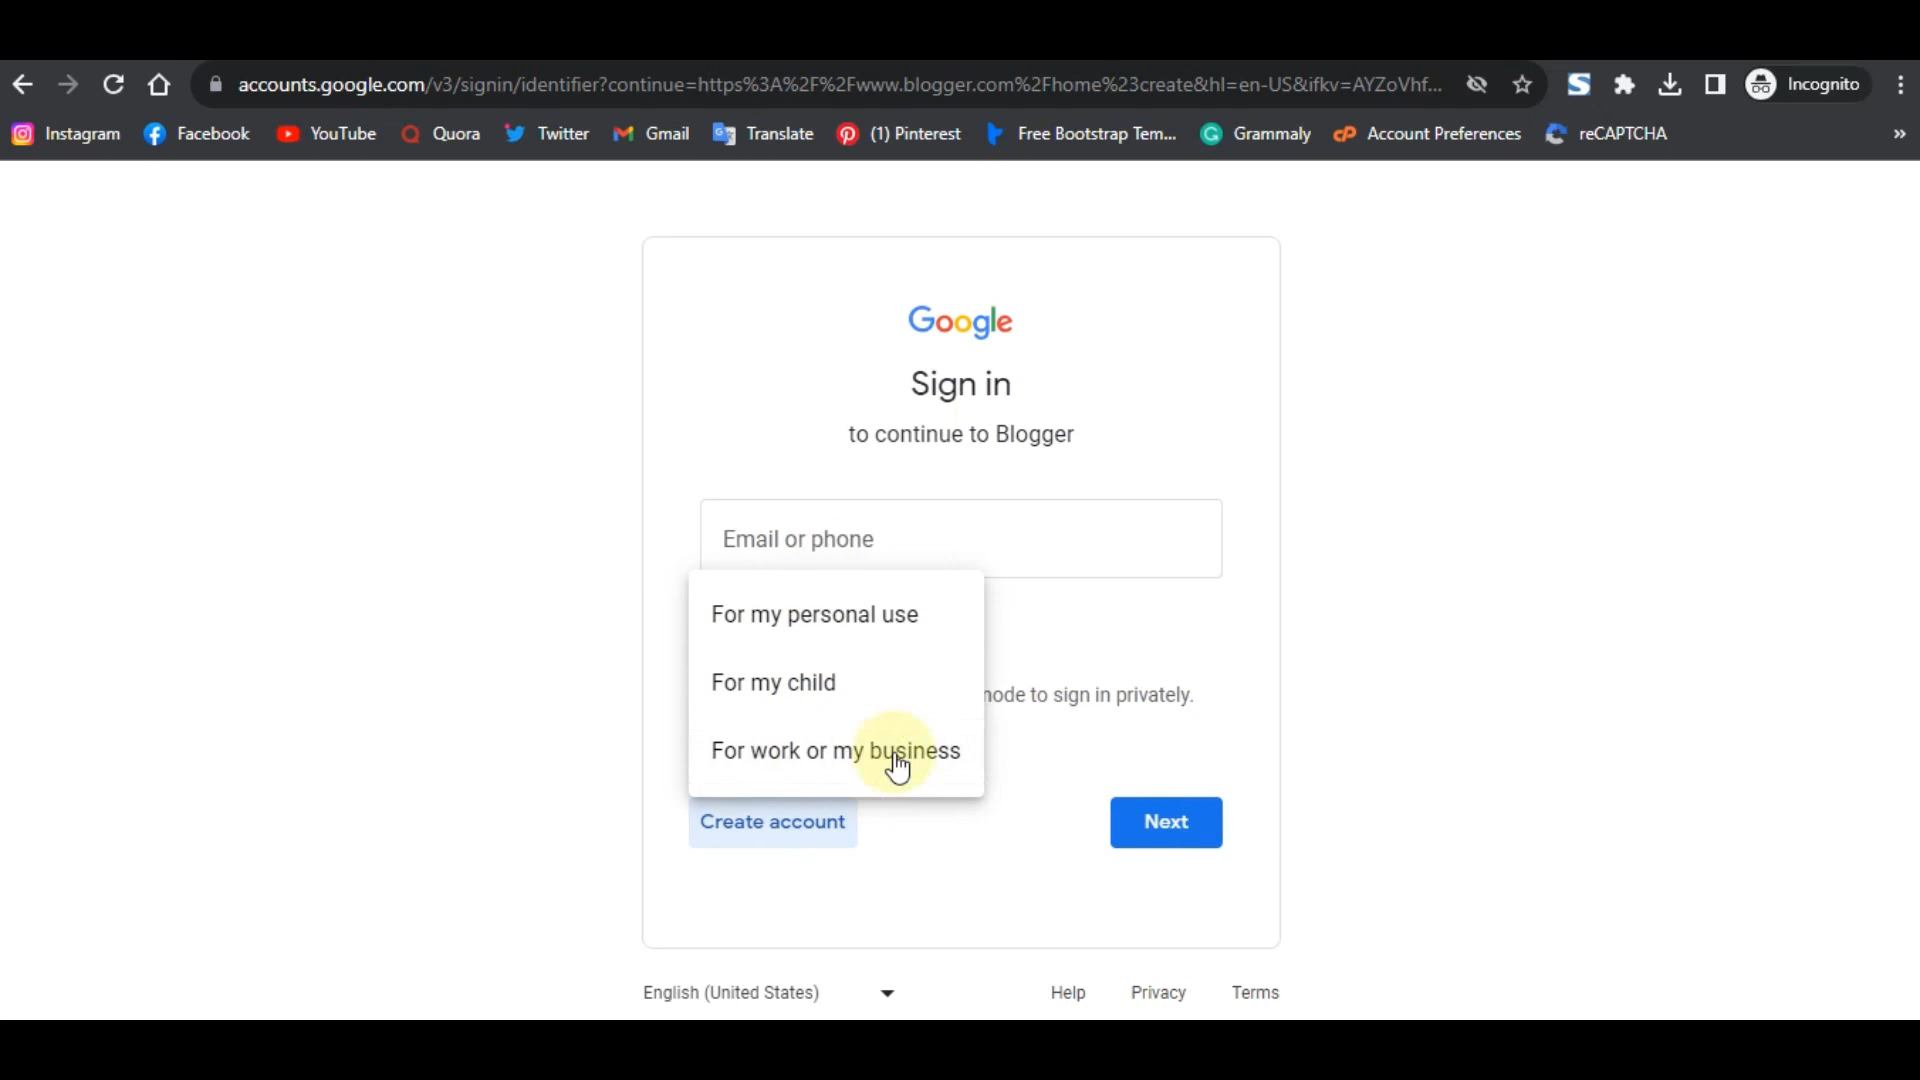 accounts.google.com/v3/signin/identifier?continue=https%3A%2F%2Fwww.blogger.com%2Fhome%23create&hl=en-US&ifkv=AYZoVhf... Incognito
Instagram Facebook YouTube Quora Twitter Gmail Translate (1) Pinterest Free Bootstrap Tem... Grammaly Account Preferences reCAPTCHA »
Google
Sign in
to continue to Blogger
Email or phone
For my personal use
For my child
node to sign in privately.
For work or my business
Create account Next
English (United States) Help Privacy Terms